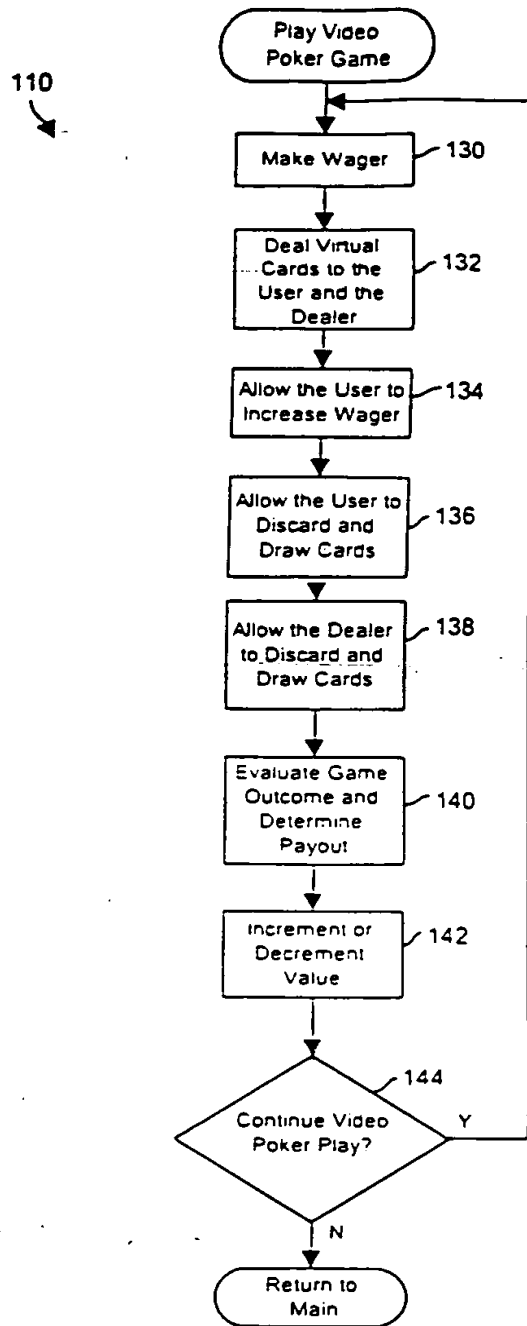 Play Video
Poker Game
110
Make Wager
130
Deal Virtual
Cards to the
User and the
Dealer
132
Allow the User to
Increase Wager
134
Allow the User to
Discard and
Draw Cards
136
Allow the Dealer
to Discard and
Draw Cards
138
Evaluate Game
Outcome and
Determine
Payout
140
Increment or
Decrement
Value
142
144
Continue Video
Poker Play?
Y
N
Return to
Main